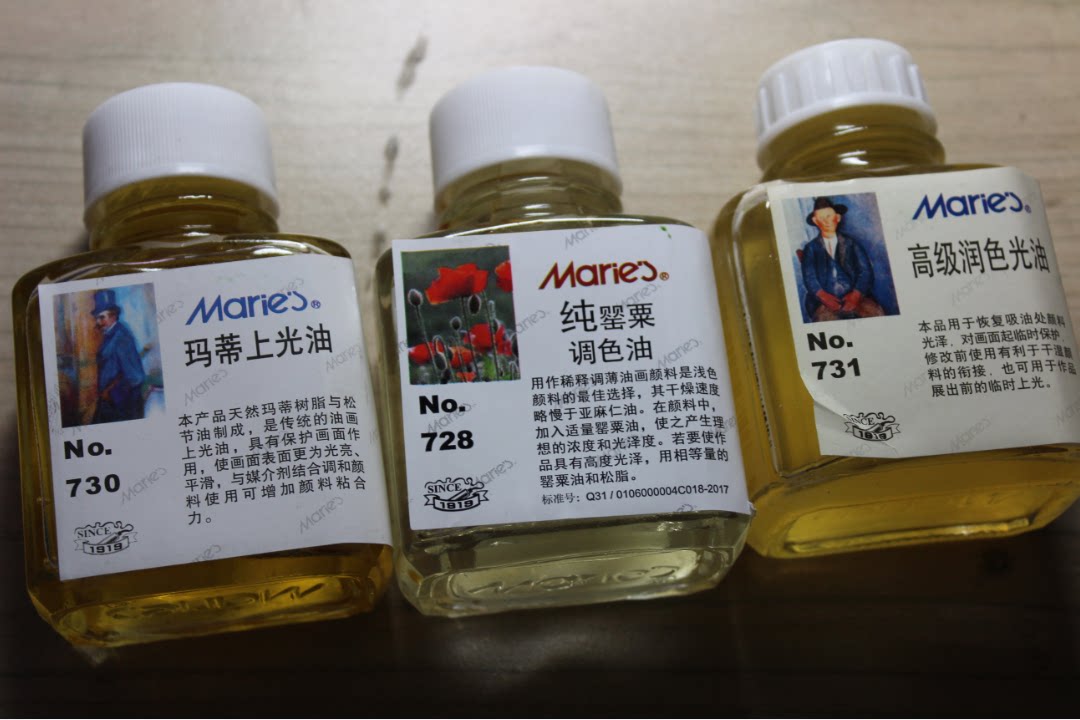 Marie's®
玛蒂上光油
No.
730
本产品天然玛蒂树脂与松
节油制成，是传统的油画
上光油，具有保护画面作
用，使画面表面更为光亮、
平滑，与媒介剂结合调和颜
料使用可增加颜料粘合
力。
SINCE
1919
Marie's®
纯罂粟
调色油
No.
728
用作稀释调薄油画颜料是浅色
颜料的最佳选择，其干燥速度
略慢于亚麻仁油。在颜料中，
加入适量罂粟油，使之产生理
想的浓度和光泽度。若要使作
品具有高度光泽，用相等量的
罂粟油和松脂。
标准号：Q31/0106000004C018-2017
SINCE
1919
Marie's®
高级润色光油
No.
731
本品用于恢复吸油处颜料
光泽，对画面起临时保护，
修改前使用有利于干湿颜
料的衔接，也可用于作品
展出前的临时上光。
SINCE
1919